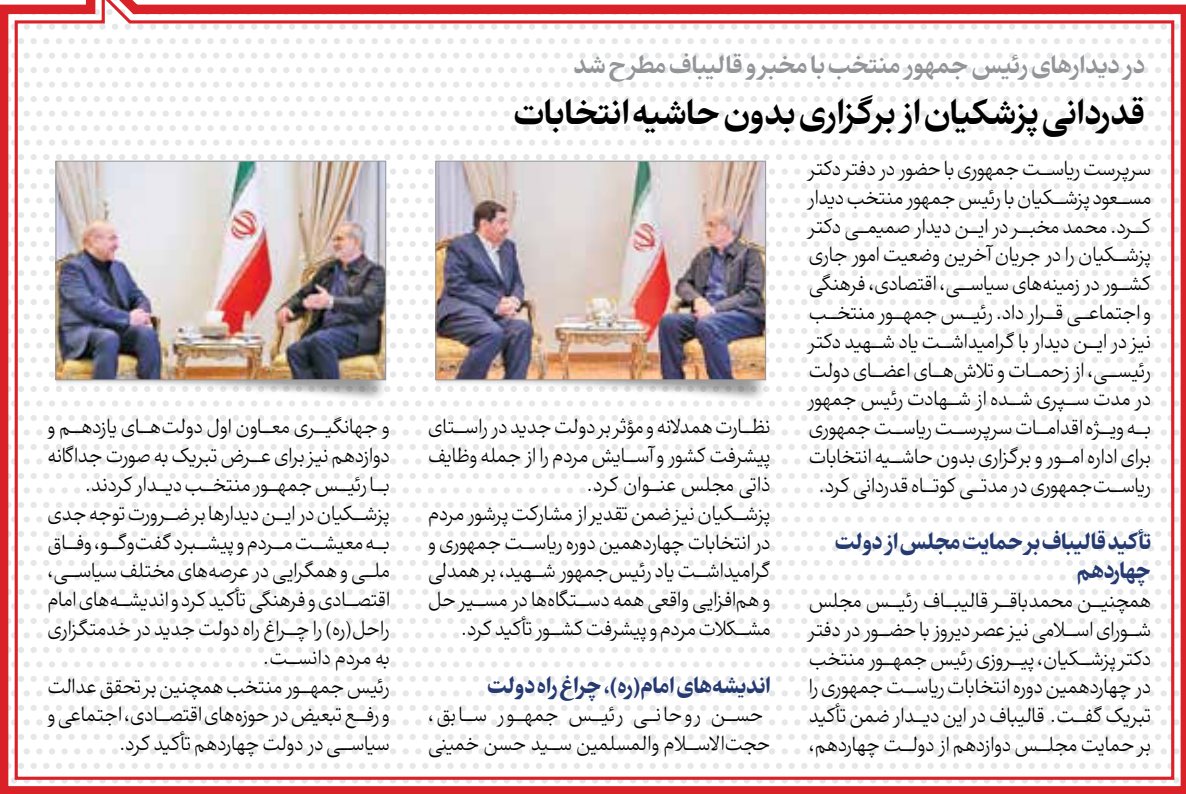 در دیدارهای رئیس جمهور منتخب با مخبر و قالیباف مطرح شد
قدردانی پزشکیان از برگزاری بدون حاشیه انتخابات
سرپرست ریاست جمهوری با حضور در دفتر دکتر
مسعود پزشکیان با رئیس جمهور منتخب دیدار
کرد. محمد مخبر در این دیدار صمیمی دکتر
پزشکیان را در جریان آخرین وضعیت امور جاری
کشور در زمینه‌های سیاسی، اقتصادی، فرهنگی
و اجتماعی قرار داد. رئیس جمهور منتخب
نیز در این دیدار با گرامیداشت یاد شهید دکتر
رئیسی، از زحمات و تلاش‌های اعضای دولت
در مدت سپری شده از شهادت رئیس جمهور
به ویژه اقدامات سرپرست ریاست جمهوری
برای اداره امور و برگزاری بدون حاشیه انتخابات
ریاست‌جمهوری در مدتی کوتاه قدردانی کرد.
تأکید قالیباف بر حمایت مجلس از دولت
چهاردهم
همچنین محمدباقر قالیباف رئیس مجلس
شورای اسلامی نیز عصر دیروز با حضور در دفتر
دکتر پزشکیان، پیروزی رئیس جمهور منتخب
در چهاردهمین دوره انتخابات ریاست جمهوری را
تبریک گفت. قالیباف در این دیدار ضمن تأکید
بر حمایت مجلس دوازدهم از دولت چهاردهم،
نظارت همدلانه و مؤثر بر دولت جدید در راستای
پیشرفت کشور و آسایش مردم را از جمله وظایف
ذاتی مجلس عنوان کرد.
پزشکیان نیز ضمن تقدیر از مشارکت پرشور مردم
در انتخابات چهاردهمین دوره ریاست جمهوری و
گرامیداشت یاد رئیس‌جمهور شهید، بر همدلی
و هم‌افزایی واقعی همه دستگاه‌ها در مسیر حل
مشکلات مردم و پیشرفت کشور تأکید کرد.
اندیشه‌های امام(ره)، چراغ راه دولت
حسن روحانی رئیس جمهور سابق،
حجت‌الاسلام والمسلمین سید حسن خمینی
و جهانگیری معاون اول دولت‌های یازدهم و
دوازدهم نیز برای عرض تبریک به صورت جداگانه
با رئیس جمهور منتخب دیدار کردند.
پزشکیان در این دیدارها بر ضرورت توجه جدی
به معیشت مردم و پیشبرد گفت‌وگو، وفاق
ملی و همگرایی در عرصه‌های مختلف سیاسی،
اقتصادی و فرهنگی تأکید کرد و اندیشه‌های امام
راحل(ره) را چراغ راه دولت جدید در خدمتگزاری
به مردم دانست.
رئیس جمهور منتخب همچنین بر تحقق عدالت
و رفع تبعیض در حوزه‌های اقتصادی، اجتماعی و
سیاسی در دولت چهاردهم تأکید کرد.